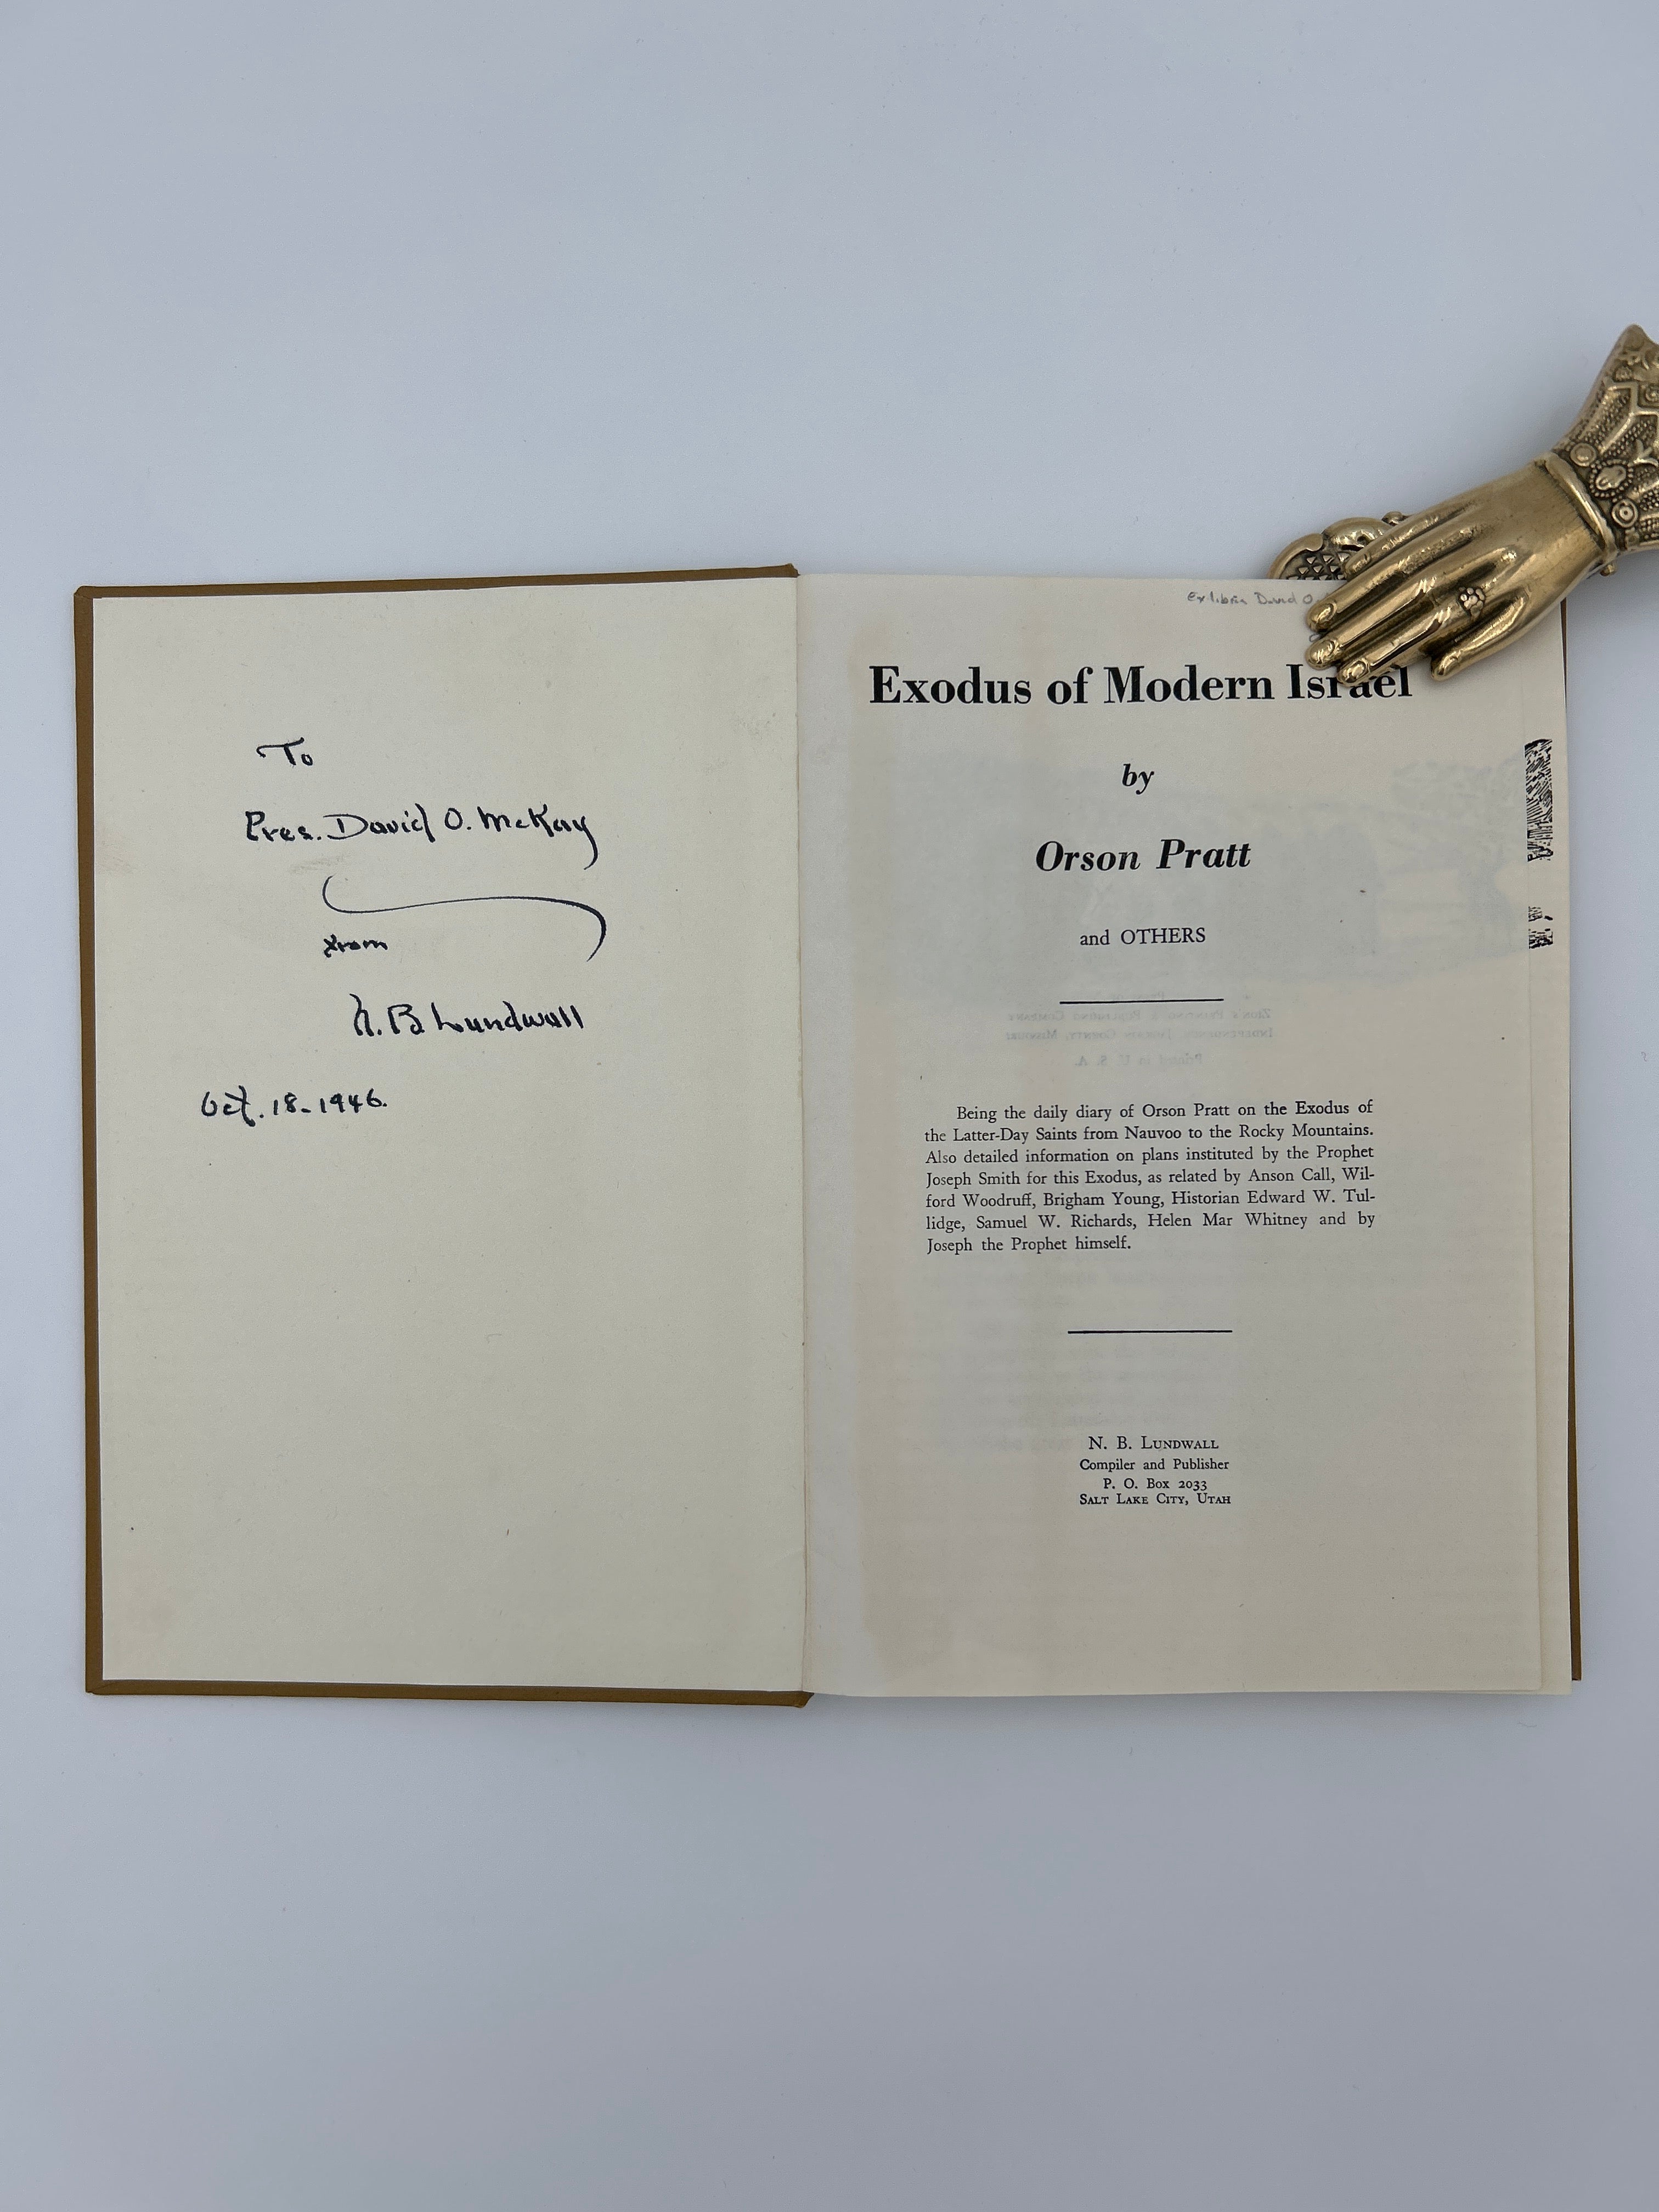 To
Pres. David O. McKay
from
N. B. Lundwall
Oct. 18-1946.
Ex libris David O.
Exodus of Modern Israel
by
Orson Pratt
and OTHERS
Being the daily diary of Orson Pratt on the Exodus of
the Latter-Day Saints from Nauvoo to the Rocky Mountains.
Also detailed information on plans instituted by the Prophet
Joseph Smith for this Exodus, as related by Anson Call, Wil-
ford Woodruff, Brigham Young, Historian Edward W. Tul-
lidge, Samuel W. Richards, Helen Mar Whitney and by
Joseph the Prophet himself.
N. B. Lundwall
Compiler and Publisher
P. O. Box 2033
Salt Lake City, Utah